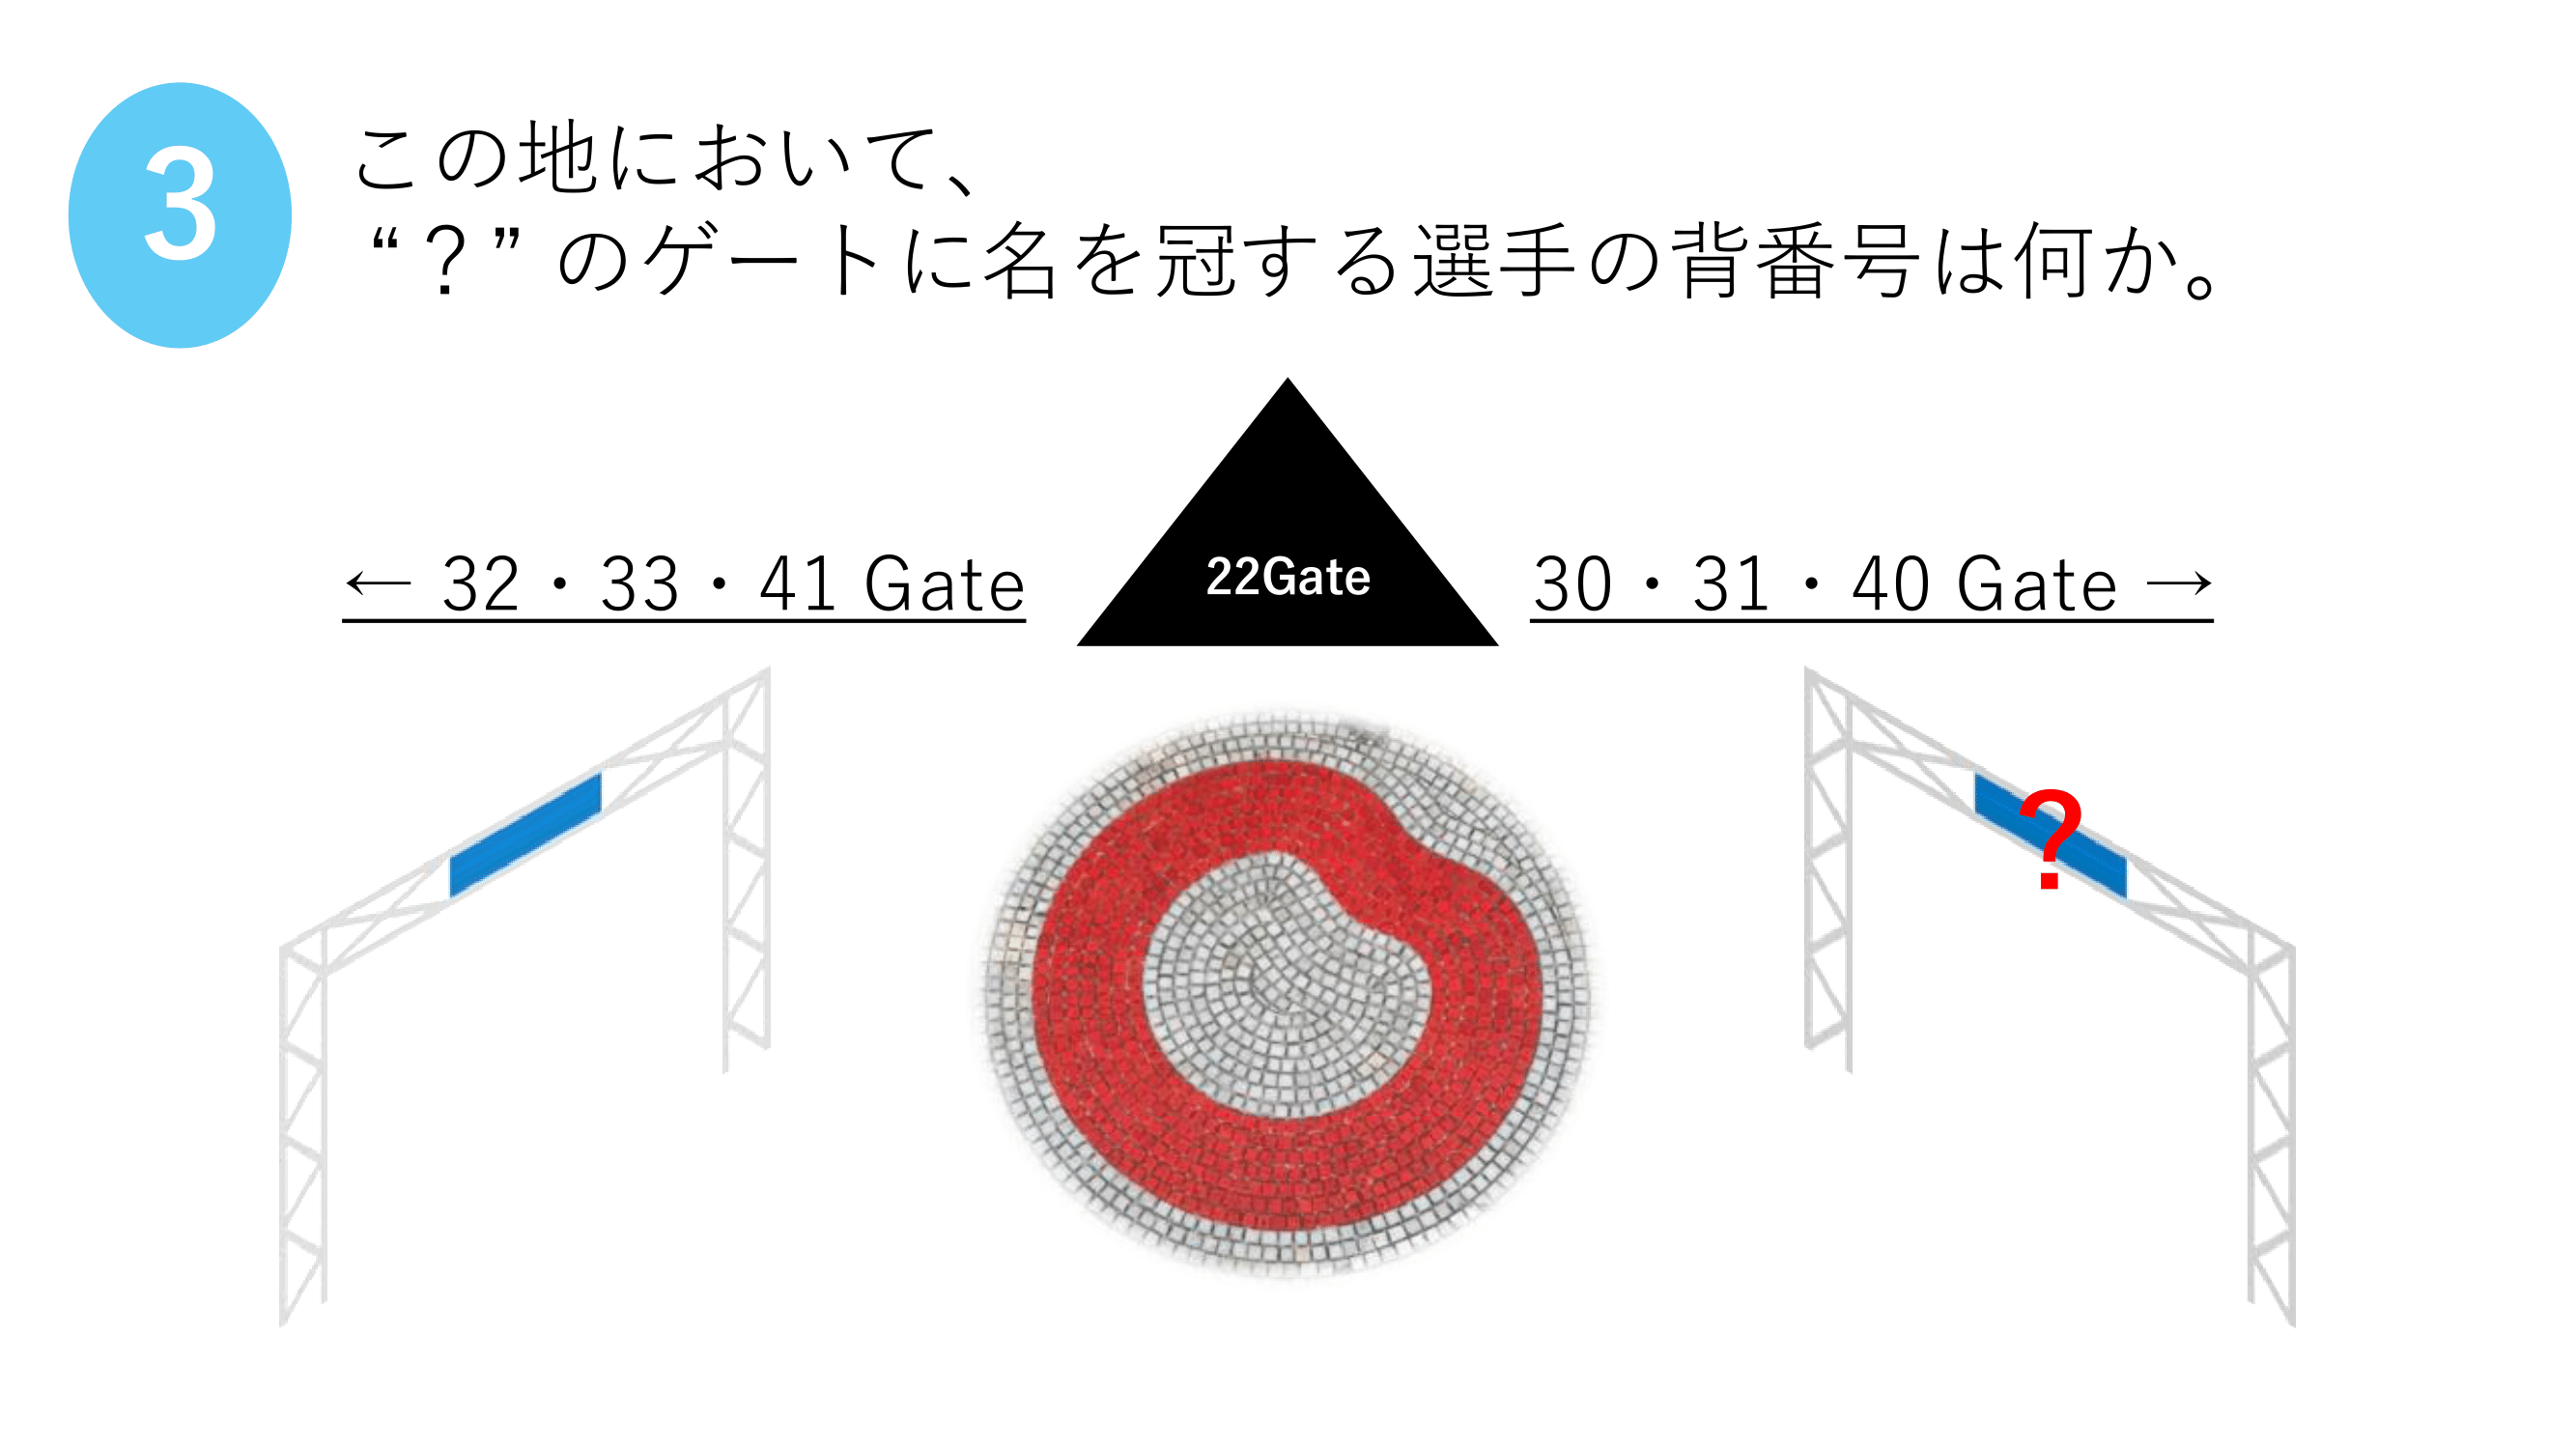 3
この地において、
“？” のゲートに名を冠する選手の背番号は何か。
22Gate
← 32・33・41 Gate
30・31・40 Gate →
?